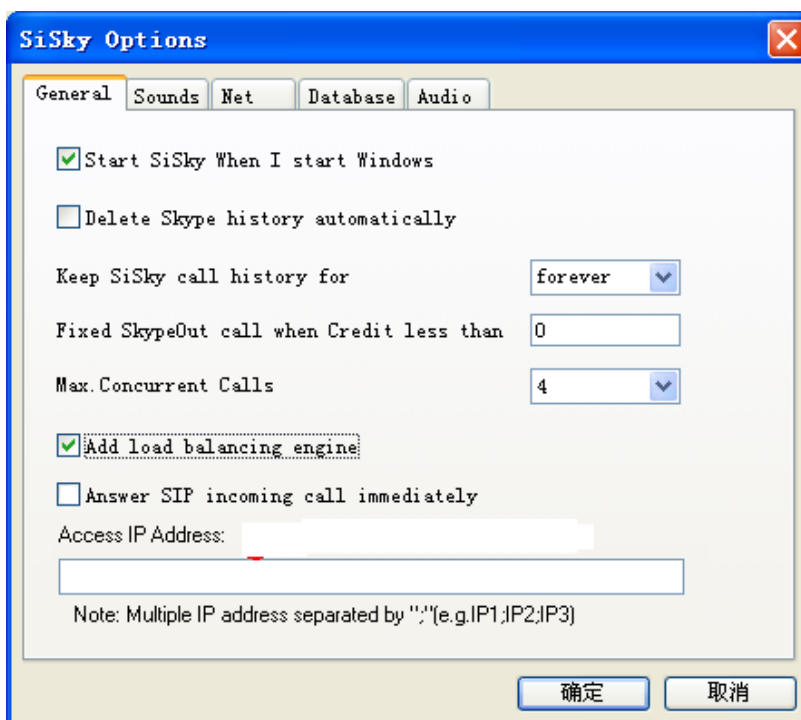 SiSky Options
General Sounds Net Database Audio
Start SiSky When I start Windows
Delete Skype history automatically
Keep SiSky call history for forever
Fixed SkypeOut call when Credit less than 0
Max.Concurrent Calls 4
Add load balancing engine
Answer SIP incoming call immediately
Access IP Address:
Note: Multiple IP address separated by ";"(e.g.IP1;IP2;IP3)
确定 取消